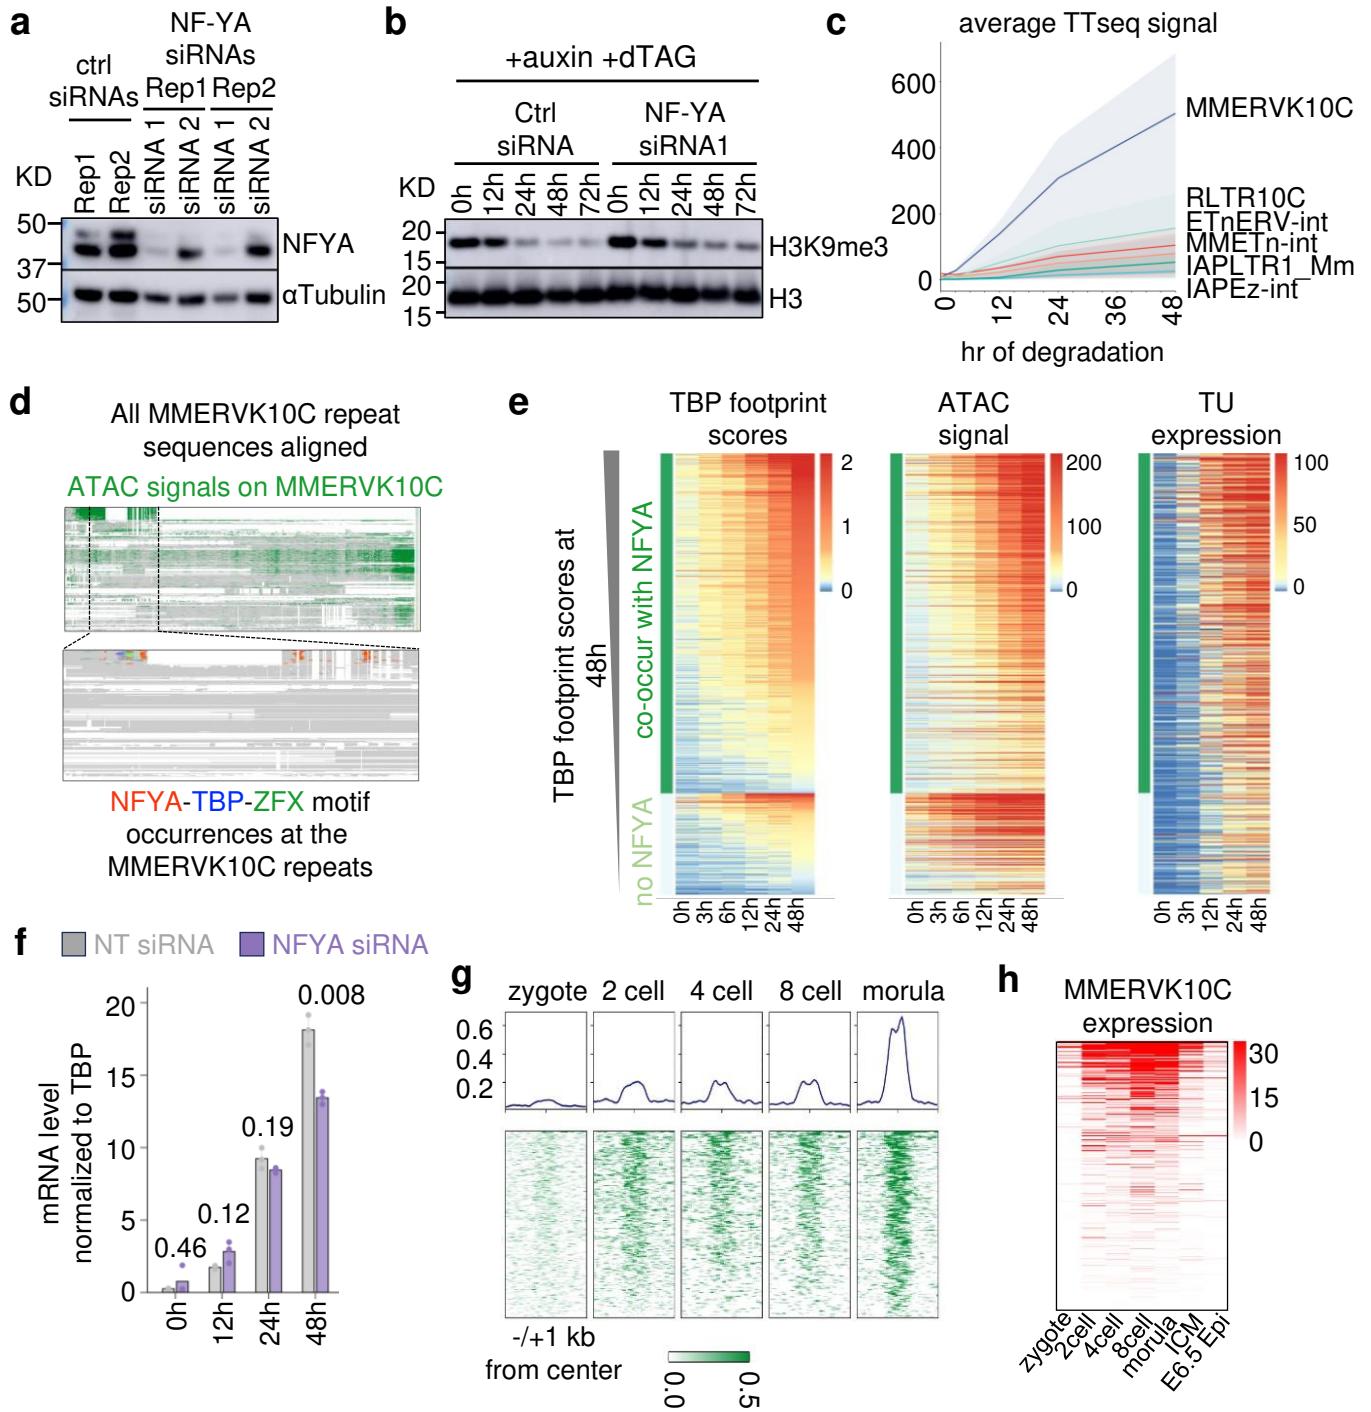 a
NF-YA
siRNAs
ctrl
siRNAs
Rep1 Rep2
KD
Rep1
Rep2
siRNA 1
siRNA 2
siRNA 1
siRNA 2
50
37
50
NFYA
αTubulin
b
+auxin +dTAG
Ctrl
siRNA
NF-YA
siRNA1
KD
0h 12h 24h 48h 72h 0h 12h 24h 48h 72h
20
15
20
15
H3K9me3
H3
c
average TTseq signal
600
400
200
0
0 12 24 36 48
hr of degradation
MMERVK10C
RLTR10C
ETnERV-int
MMETn-int
IAPLTR1_Mm
IAPEz-int
d
All MMERVK10C repeat
sequences aligned
ATAC signals on MMERVK10C
NFYA-TBP-ZFX motif
occurrences at the
MMERVK10C repeats
e
TBP footprint scores at
48h
co-occur with NFYA
no NFYA
TBP footprint
scores
2
1
0
0h 3h 6h 12h 24h 48h
ATAC
signal
200
100
0
0h 3h 6h 12h 24h 48h
TU
expression
100
50
0
0h 3h 12h 24h 48h
f
NT siRNA NFYA siRNA
mRNA level
normalized to TBP
20
15
10
5
0
0.46
0.12
0.19
0.008
0h 12h 24h 48h
g
zygote 2 cell 4 cell 8 cell morula
0.6
0.4
0.2
-/+1 kb
from center
0.0 0.5
h
MMERVK10C
expression
30
15
0
zygote 2cell 4cell 8cell morula ICM E6.5 Epi